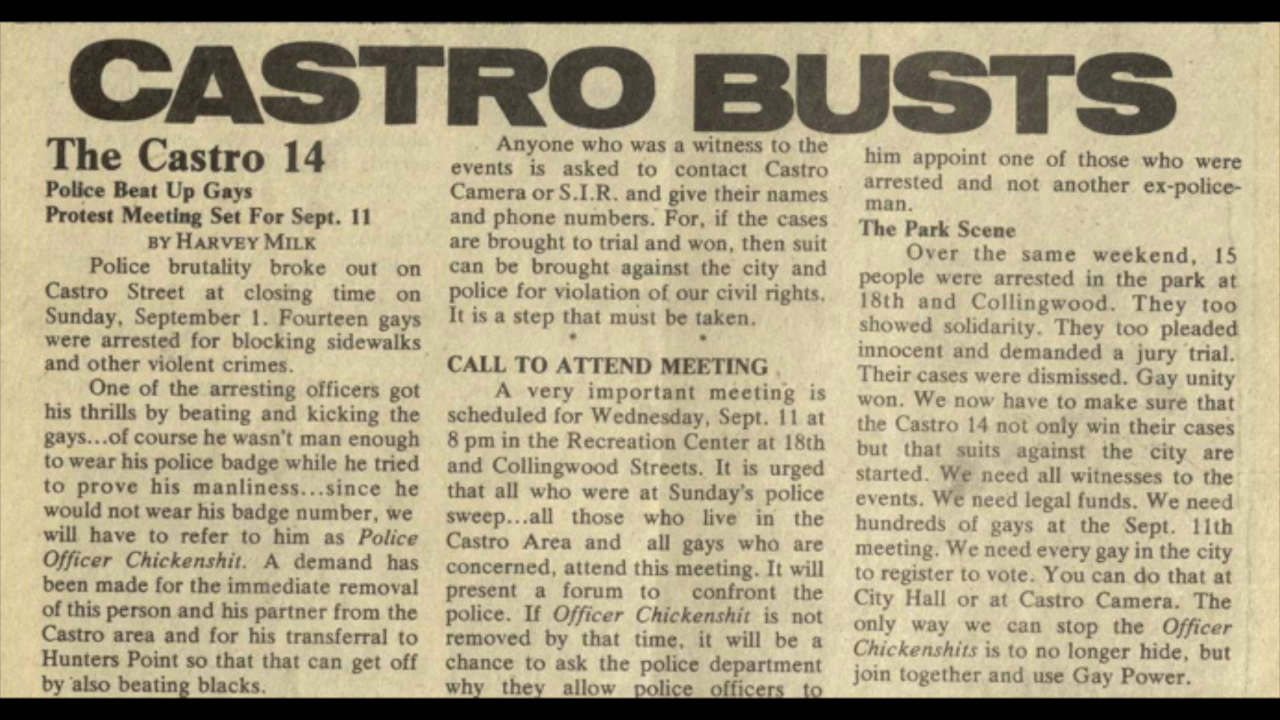 CASTRO BUSTS
The Castro 14
Police Beat Up Gays
Protest Meeting Set For Sept. 11
BY HARVEY MILK
Police brutality broke out on
Castro Street at closing time on
Sunday, September 1. Fourteen gays
were arrested for blocking sidewalks
and other violent crimes.
One of the arresting officers got
his thrills by beating and kicking the
gays...of course he wasn't man enough
to wear his police badge while he tried
to prove his manliness...since he
would not wear his badge number, we
will have to refer to him as Police
Officer Chickenshit. A demand has
been made for the immediate removal
of this person and his partner from the
Castro area and for his transferral to
Hunters Point so that that can get off
by also beating blacks.
Anyone who was a witness to the
events is asked to contact Castro
Camera or S.I.R. and give their names
and phone numbers. For, if the cases
are brought to trial and won, then suit
can be brought against the city and
police for violation of our civil rights.
It is a step that must be taken.
* *
CALL TO ATTEND MEETING
A very important meeting is
scheduled for Wednesday, Sept. 11 at
8 pm in the Recreation Center at 18th
and Collingwood Streets. It is urged
that all who were at Sunday's police
sweep...all those who live in the
Castro Area and all gays who are
concerned, attend this meeting. It will
present a forum to confront the
police. If Officer Chickenshit is not
removed by that time, it will be a
chance to ask the police department
why they allow police officers to
him appoint one of those who were
arrested and not another ex-police-
man.
The Park Scene
Over the same weekend, 15
people were arrested in the park at
18th and Collingwood. They too
showed solidarity. They too pleaded
innocent and demanded a jury trial.
Their cases were dismissed. Gay unity
won. We now have to make sure that
the Castro 14 not only win their cases
but that suits against the city are
started. We need all witnesses to the
events. We need legal funds. We need
hundreds of gays at the Sept. 11th
meeting. We need every gay in the city
to register to vote. You can do that at
City Hall or at Castro Camera. The
only way we can stop the Officer
Chickenshits is to no longer hide, but
join together and use Gay Power.